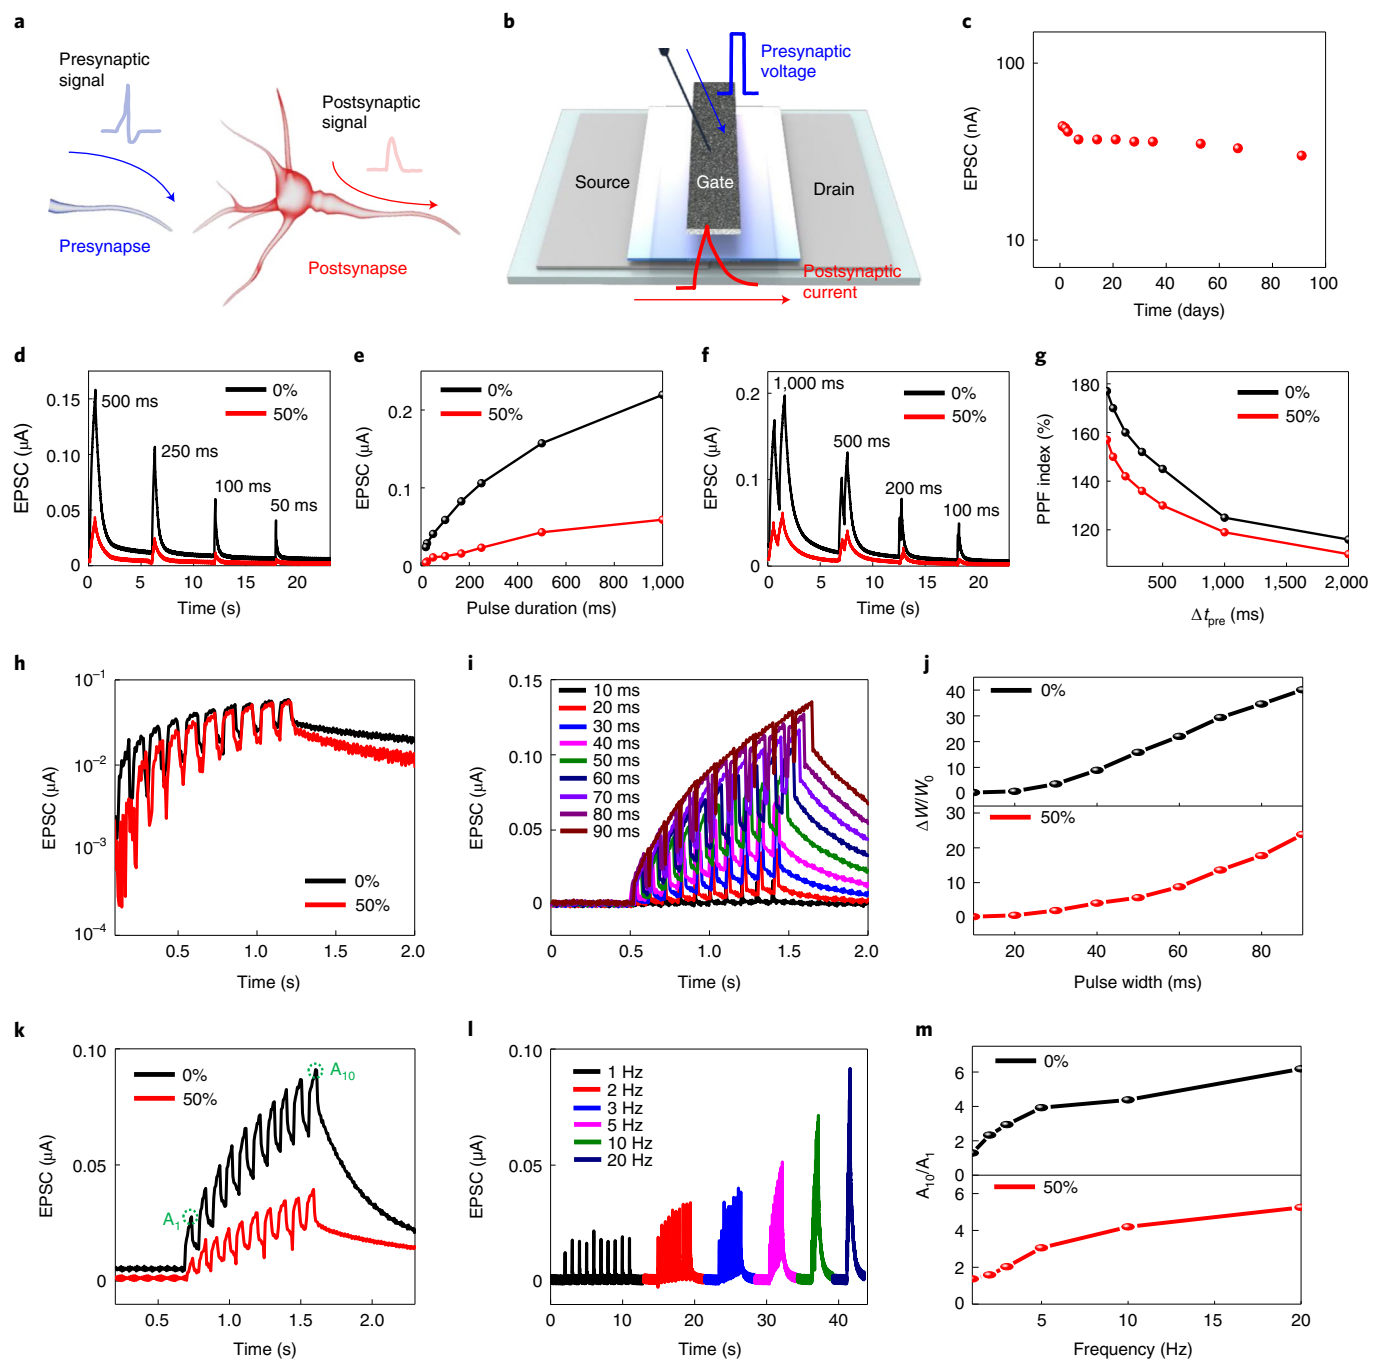 a
Presynaptic
signal
Postsynaptic
signal
Presynapse
Postsynapse
b
Presynaptic
voltage
Source
Gate
Drain
Postsynaptic
current
c
EPSC (nA)
100
10
0 20 40 60 80 100
Time (days)
d
EPSC (μA)
0.15
0.10
0.05
0
500 ms
250 ms
100 ms
50 ms
0%
50%
0 5 10 15 20
Time (s)
e
EPSC (μA)
0.2
0.1
0
0%
50%
0 200 400 600 800 1,000
Pulse duration (ms)
f
EPSC (μA)
0.2
0.1
0
1,000 ms
500 ms
200 ms
100 ms
0%
50%
0 5 10 15 20
Time (s)
g
PPF index (%)
180
160
140
120
0%
50%
500 1,000 1,500 2,000
Δt_pre (ms)
h
EPSC (μA)
10⁻¹
10⁻²
10⁻³
10⁻⁴
0%
50%
0.5 1.0 1.5 2.0
Time (s)
i
EPSC (μA)
0.15
0.10
0.05
0
10 ms
20 ms
30 ms
40 ms
50 ms
60 ms
70 ms
80 ms
90 ms
0 0.5 1.0 1.5 2.0
Time (s)
j
ΔW/W₀
40
30
20
10
0
0%
30
20
10
0
50%
20 40 60 80
Pulse width (ms)
k
EPSC (μA)
0.10
0.05
0
0%
50%
A₁
A₁₀
0.5 1.0 1.5 2.0
Time (s)
l
EPSC (μA)
0.10
0.05
0
1 Hz
2 Hz
3 Hz
5 Hz
10 Hz
20 Hz
0 10 20 30 40
Time (s)
m
A₁₀/A₁
6
4
2
0
0%
6
4
2
0
50%
5 10 15 20
Frequency (Hz)